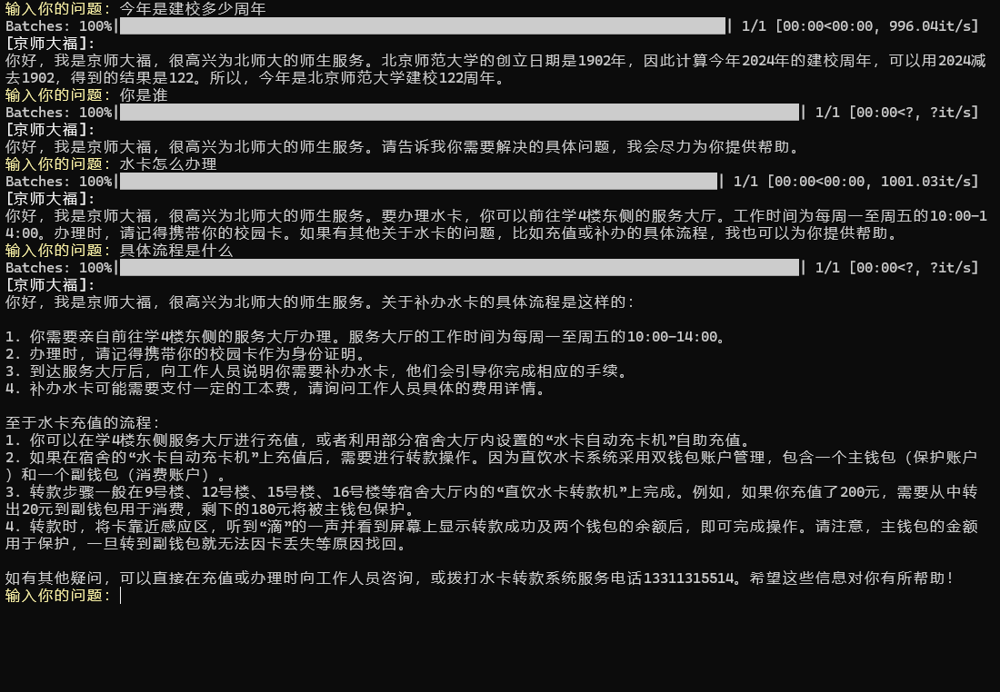 输入你的问题: 今年是建校多少周年
Batches: 100%| 1/1 [00:00<00:00, 996.04it/s]
[京师大福]:
你好，我是京师大福，很高兴为北师大的师生服务。北京师范大学的创立日期是1902年，因此计算今年2024年的建校周年，可以用2024减
去1902，得到的结果是122。所以，今年是北京师范大学建校122周年。
输入你的问题: 你是谁
Batches: 100%| 1/1 [00:00<?, ?it/s]
[京师大福]:
你好，我是京师大福，很高兴为北师大的师生服务。请告诉我你需要解决的具体问题，我会尽力为你提供帮助。
输入你的问题: 水卡怎么办理
Batches: 100%| 1/1 [00:00<00:00, 1001.03it/s]
[京师大福]:
你好，我是京师大福，很高兴为北师大的师生服务。要办理水卡，你可以前往学4楼东侧的服务大厅。工作时间为每周一至周五的10:00-1
4:00。办理时，请记得携带你的校园卡。如果有其他关于水卡的问题，比如充值或补办的具体流程，我也可以为你提供帮助。
输入你的问题: 具体流程是什么
Batches: 100%| 1/1 [00:00<?, ?it/s]
[京师大福]:
你好，我是京师大福，很高兴为北师大的师生服务。关于补办水卡的具体流程是这样的：
1. 你需要亲自前往学4楼东侧的服务大厅办理。服务大厅的工作时间为每周一至周五的10:00-14:00。
2. 办理时，请记得携带你的校园卡作为身份证明。
3. 到达服务大厅后，向工作人员说明你需要补办水卡，他们会引导你完成相应的手续。
4. 补办水卡可能需要支付一定的工本费，请询问工作人员具体的费用详情。
至于水卡充值的流程：
1. 你可以在学4楼东侧服务大厅进行充值，或者利用部分宿舍大厅内设置的“水卡自动充卡机”自助充值。
2. 如果在宿舍的“水卡自动充卡机”上充值后，需要进行转款操作。因为直饮水卡系统采用双钱包账户管理，包含一个主钱包（保护账户
）和一个副钱包（消费账户）。
3. 转款步骤一般在9号楼、12号楼、15号楼、16号楼等宿舍大厅内的“直饮水卡转款机”上完成。例如，如果你充值了200元，需要从中转
出20元到副钱包用于消费，剩下的180元将被主钱包保护。
4. 转款时，将卡靠近感应区，听到“滴”的一声并看到屏幕上显示转款成功及两个钱包的余额后，即可完成操作。请注意，主钱包的金额
用于保护，一旦转到副钱包就无法因卡丢失等原因找回。
如有其他疑问，可以直接在充值或办理时向工作人员咨询，或拨打水卡转款系统服务电话13311315514。希望这些信息对你有所帮助！
输入你的问题: